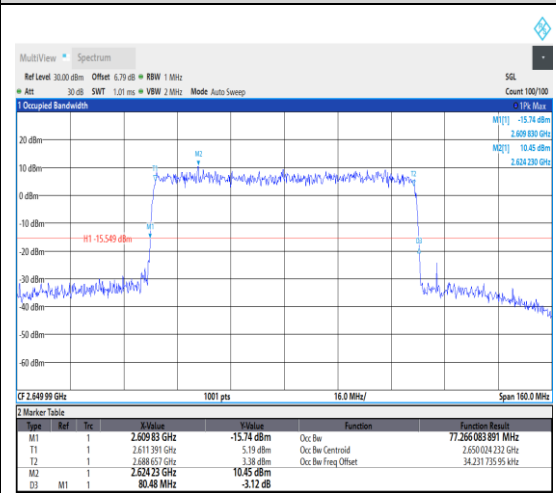 MultiView Spectrum
Ref Level 30.00 dBm Offset 6.79 dB RBW 1 MHz SGL
Att 30 dB SWT 1.01 ms VBW 2 MHz Mode Auto Sweep Count 100/100
1 Occupied Bandwidth 1Pk Max
M1[1] -15.74 dBm
2.609 830 GHz
M2[1] 10.45 dBm
2.624 230 GHz
20 dBm
M2
T1 T2
10 dBm
0 dBm
-10 dBm
M1
H1 -15.549 dBm
D3
-20 dBm
-30 dBm
-40 dBm
-50 dBm
-60 dBm
CF 2.649 99 GHz 1001 pts 16.0 MHz/ Span 160.0 MHz
2 Marker Table
Type Ref Trc X-Value Y-Value Function Function Result
M1 1 2.609 83 GHz -15.74 dBm Occ Bw 77.266 083 891 MHz
T1 1 2.611 391 GHz 5.19 dBm Occ Bw Centroid 2.650 024 232 GHz
T2 1 2.688 657 GHz 3.38 dBm Occ Bw Freq Offset 34.231 735 95 kHz
M2 1 2.624 23 GHz 10.45 dBm
D3 M1 1 80.48 MHz -3.12 dB